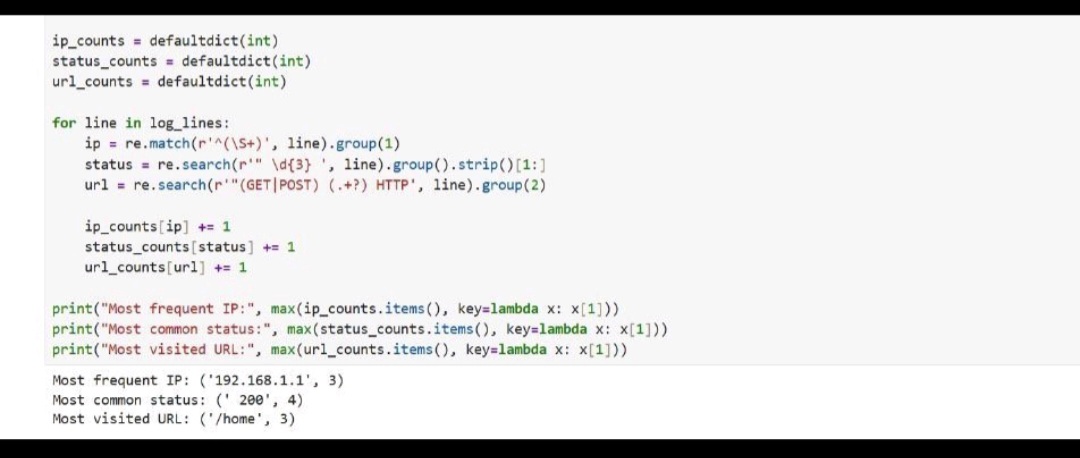 ip_counts = defaultdict(int)
status_counts = defaultdict(int)
url_counts = defaultdict(int)
for line in log_lines:
    ip = re.match(r'^(\S+)', line).group(1)
    status = re.search(r'" \d{3} ', line).group().strip()[1:]
    url = re.search(r'"(GET|POST) (.+?) HTTP', line).group(2)
    ip_counts[ip] += 1
    status_counts[status] += 1
    url_counts[url] += 1
print("Most frequent IP:", max(ip_counts.items(), key=lambda x: x[1]))
print("Most common status:", max(status_counts.items(), key=lambda x: x[1]))
print("Most visited URL:", max(url_counts.items(), key=lambda x: x[1]))
Most frequent IP: ('192.168.1.1', 3)
Most common status: (' 200', 4)
Most visited URL: ('/home', 3)